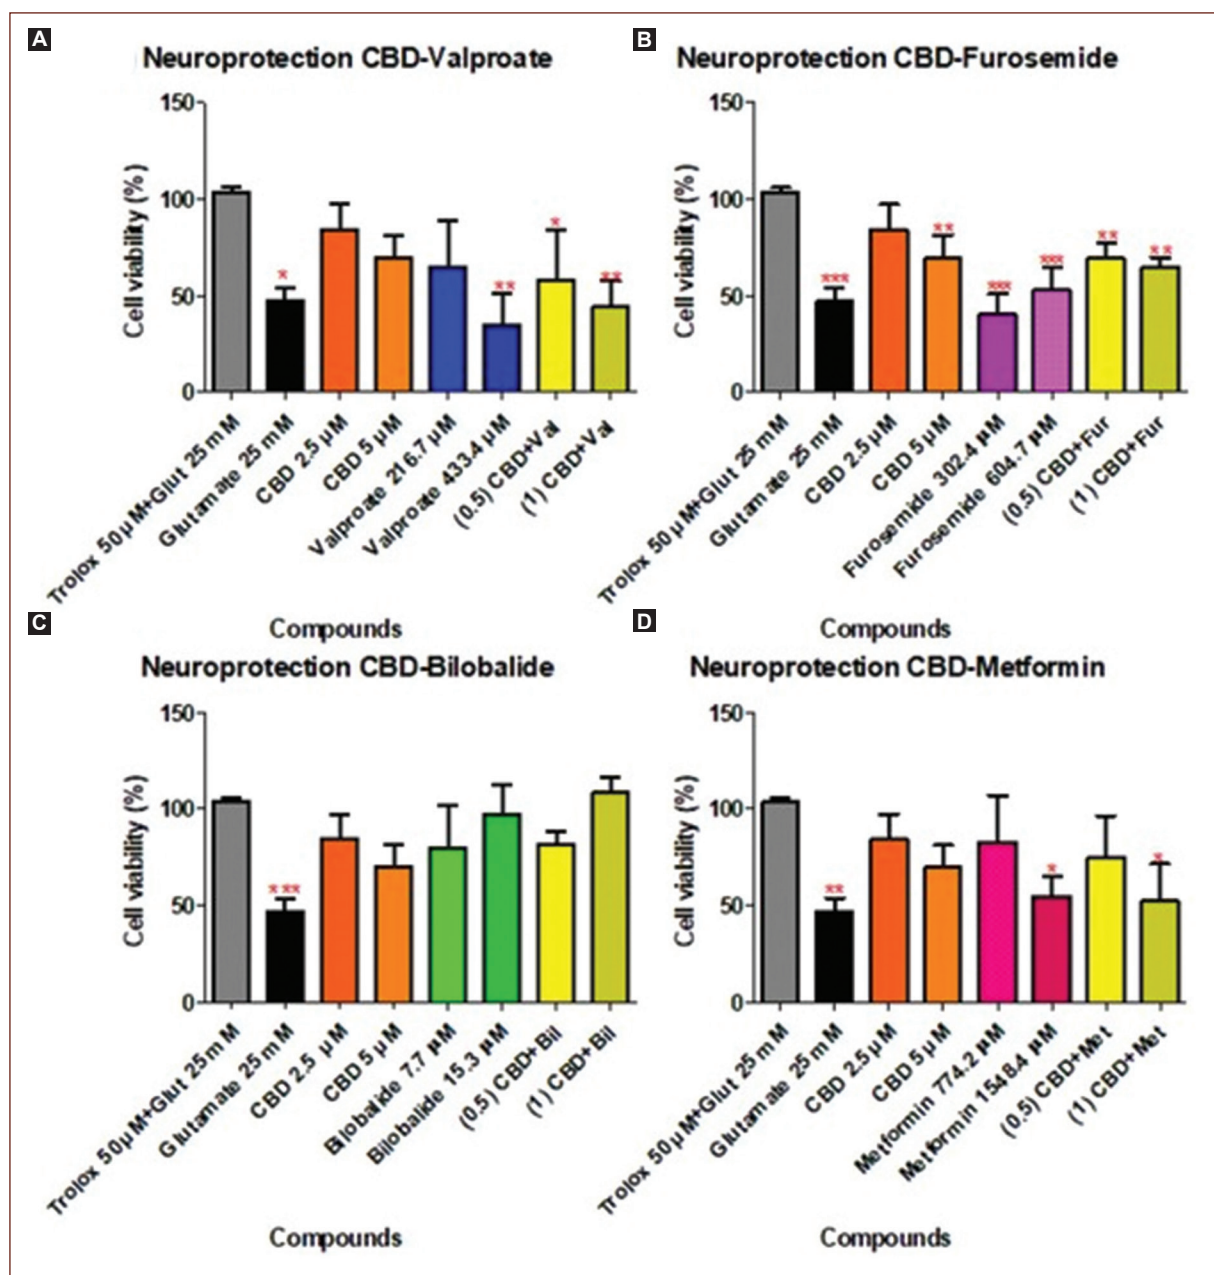 A
Neuroprotection CBD-Valproate
150
100
50
0
Cell viability (%)
*
**
*
**
Trolox 50 µM+Glut 25 mM
Glutamate 25 mM
CBD 2.5 µM
CBD 5 µM
Valproate 216.7 µM
Valproate 433.4 µM
(0.5) CBD+Val
(1) CBD+Val
Compounds
B
Neuroprotection CBD-Furosemide
150
100
50
0
Cell viability (%)
***
**
***
***
**
**
Trolox 50 µM+Glut 25 mM
Glutamate 25 mM
CBD 2.5 µM
CBD 5 µM
Furosemide 302.4 µM
Furosemide 604.7 µM
(0.5) CBD+Fur
(1) CBD+Fur
Compounds
C
Neuroprotection CBD-Bilobalide
150
100
50
0
Cell viability (%)
***
Trolox 50 µM+Glut 25 mM
Glutamate 25 mM
CBD 2.5 µM
CBD 5 µM
Bilobalide 7.7 µM
Bilobalide 15.3 µM
(0.5) CBD+Bil
(1) CBD+Bil
Compounds
D
Neuroprotection CBD-Metformin
150
100
50
0
Cell viability (%)
**
*
*
Trolox 50 µM+Glut 25 mM
Glutamate 25 mM
CBD 2.5 µM
CBD 5 µM
Metformin 774.2 µM
Metformin 1548.4 µM
(0.5) CBD+Met
(1) CBD+Met
Compounds